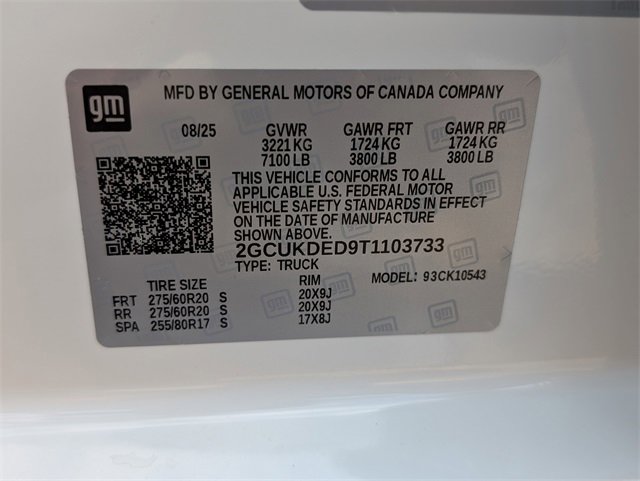 gm
MFD BY GENERAL MOTORS OF CANADA COMPANY
08/25 GVWR GAWR FRT GAWR RR
3221 KG 1724 KG 1724 KG
7100 LB 3800 LB 3800 LB
THIS VEHICLE CONFORMS TO ALL
APPLICABLE U.S. FEDERAL MOTOR
VEHICLE SAFETY STANDARDS IN EFFECT
ON THE DATE OF MANUFACTURE
SHOWN ABOVE.
2GCUKDED9T1103733
TYPE: TRUCK MODEL: 93CK10543
TIRE SIZE RIM
FRT 275/60R20 S 20X9J
RR 275/60R20 S 20X9J
SPA 255/80R17 S 17X8J